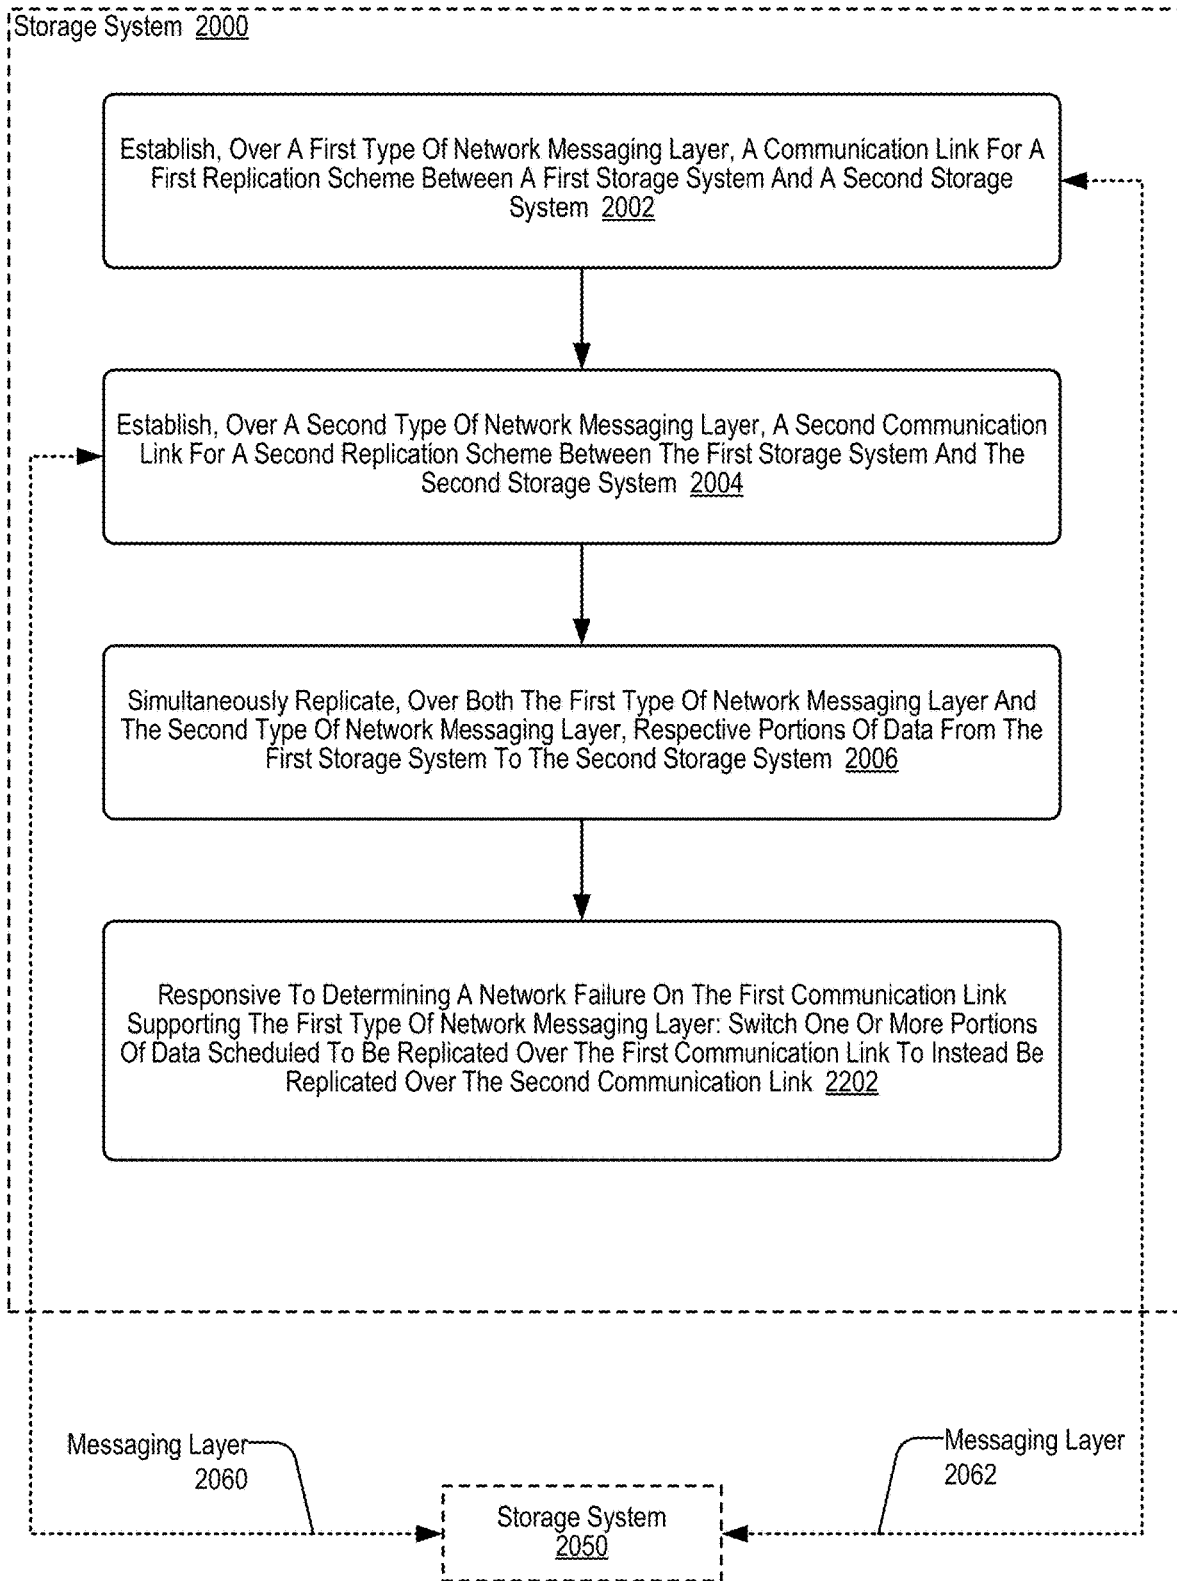 Storage System 2000
Establish, Over A First Type Of Network Messaging Layer, A Communication Link For A
First Replication Scheme Between A First Storage System And A Second Storage
System 2002
Establish, Over A Second Type Of Network Messaging Layer, A Second Communication
Link For A Second Replication Scheme Between The First Storage System And The
Second Storage System 2004
Simultaneously Replicate, Over Both The First Type Of Network Messaging Layer And
The Second Type Of Network Messaging Layer, Respective Portions Of Data From The
First Storage System To The Second Storage System 2006
Responsive To Determining A Network Failure On The First Communication Link
Supporting The First Type Of Network Messaging Layer: Switch One Or More Portions
Of Data Scheduled To Be Replicated Over The First Communication Link To Instead Be
Replicated Over The Second Communication Link 2202
Messaging Layer
2060
Messaging Layer
2062
Storage System
2050